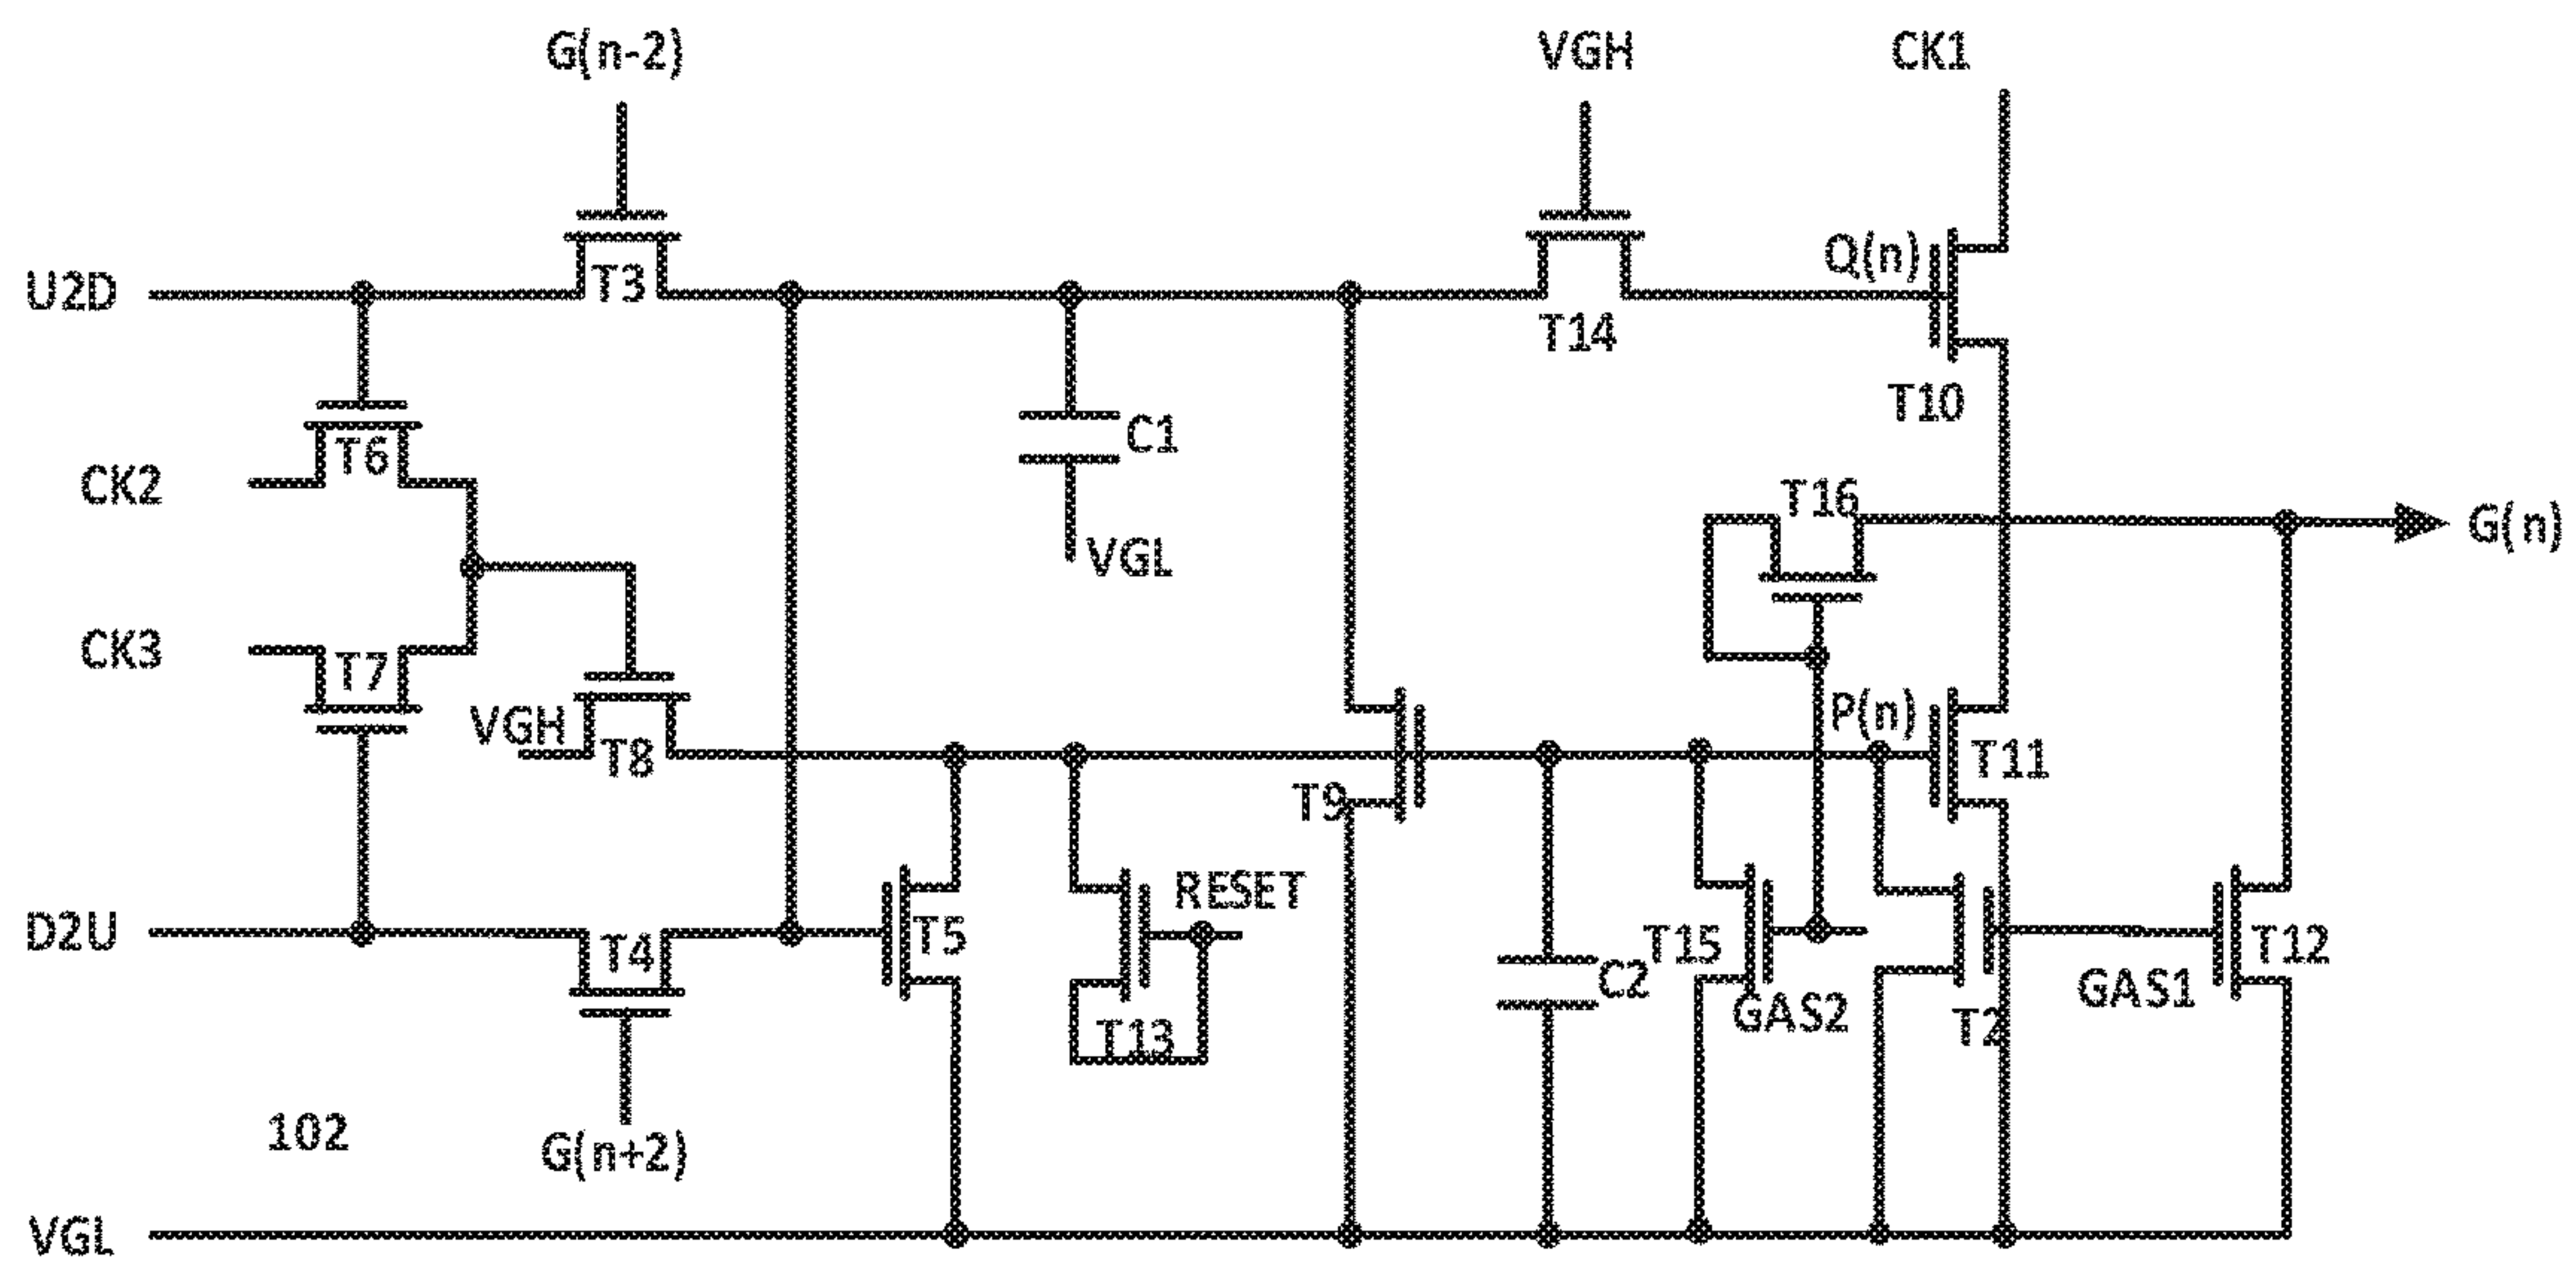 G(n-2)
VGH
CK1
U2D
T3
Q(n)
T14
T10
T6
C1
CK2
T16
G(n)
VGL
CK3
T7
VGH
T8
P(n)
T11
T9
D2U
T4
T5
RESET
T15
T12
C2
GAS2
GAS1
T2
T13
102
G(n+2)
VGL